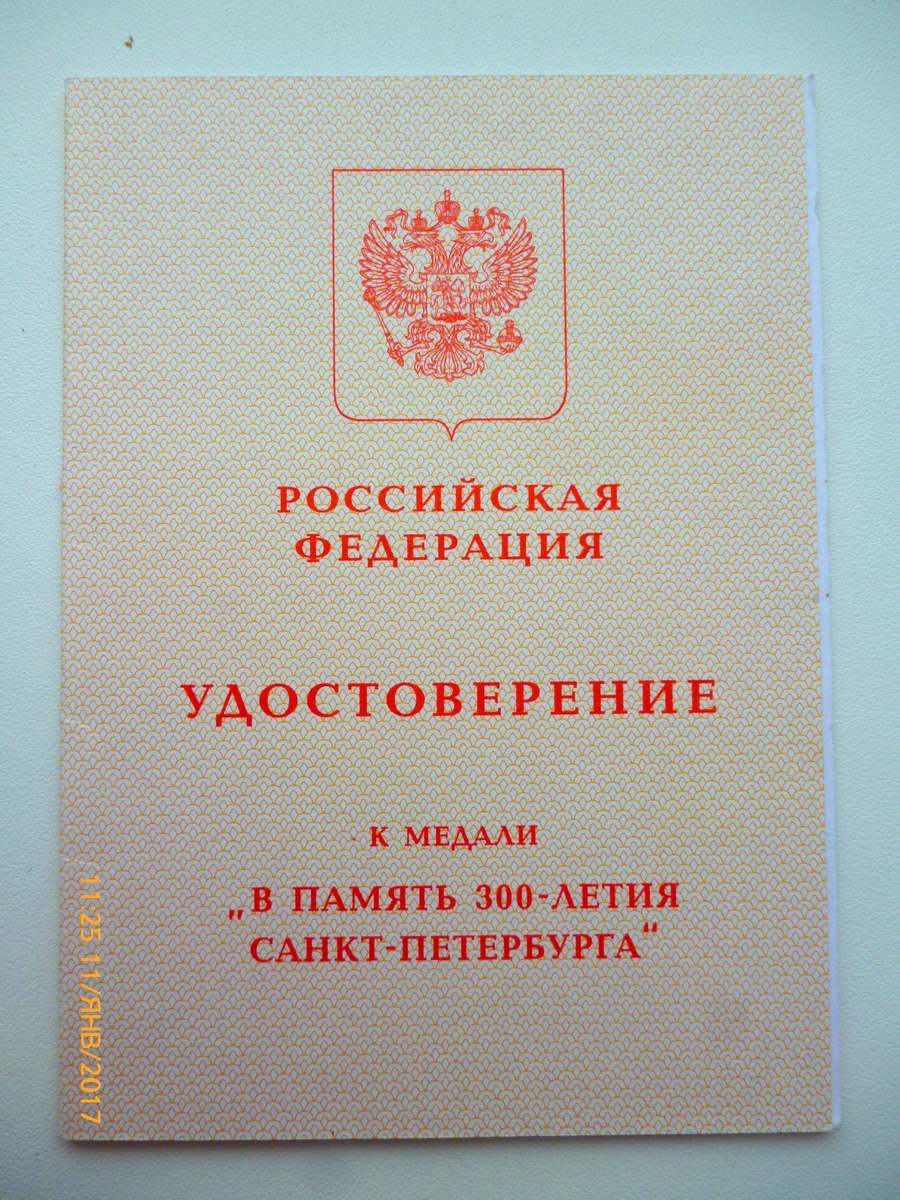 РОССИЙСКАЯ
ФЕДЕРАЦИЯ
УДОСТОВЕРЕНИЕ
К МЕДАЛИ
„В ПАМЯТЬ 300-ЛЕТИЯ
САНКТ-ПЕТЕРБУРГА“
11:25 11/ЯНВ/2017